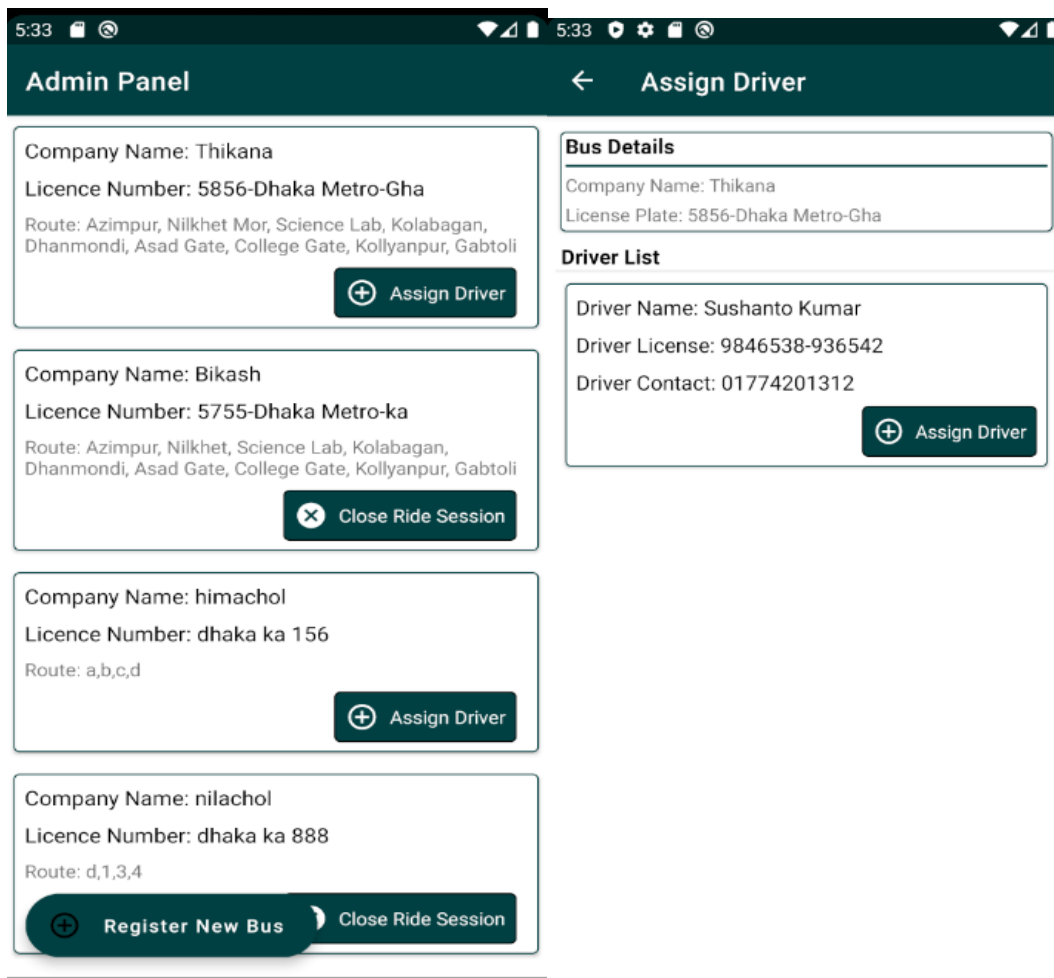 5:33
Admin Panel
Company Name: Thikana
Licence Number: 5856-Dhaka Metro-Gha
Route: Azimpur, Nilkhet Mor, Science Lab, Kolabagan,
Dhanmondi, Asad Gate, College Gate, Kollyanpur, Gabtoli
Assign Driver
Company Name: Bikash
Licence Number: 5755-Dhaka Metro-ka
Route: Azimpur, Nilkhet, Science Lab, Kolabagan,
Dhanmondi, Asad Gate, College Gate, Kollyanpur, Gabtoli
Close Ride Session
Company Name: himachol
Licence Number: dhaka ka 156
Route: a,b,c,d
Assign Driver
Company Name: nilachol
Licence Number: dhaka ka 888
Route: d,1,3,4
Close Ride Session
Register New Bus
5:33
Assign Driver
Bus Details
Company Name: Thikana
License Plate: 5856-Dhaka Metro-Gha
Driver List
Driver Name: Sushanto Kumar
Driver License: 9846538-936542
Driver Contact: 01774201312
Assign Driver